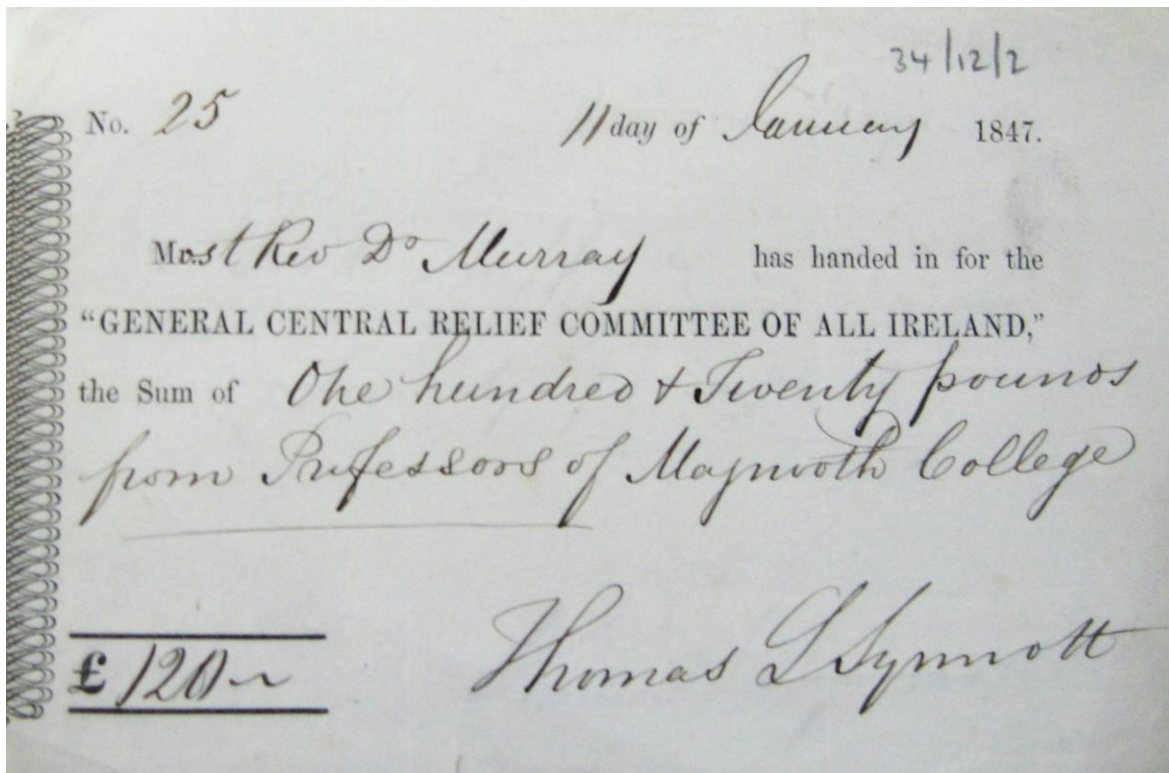 34/12/2
No. 25 11 day of January 1847.
Most Rev Dr Murray has handed in for the
"GENERAL CENTRAL RELIEF COMMITTEE OF ALL IRELAND,"
the Sum of One hundred & Twenty pounds
from Professors of Maynooth College
Thomas L Synnott
£ 120~